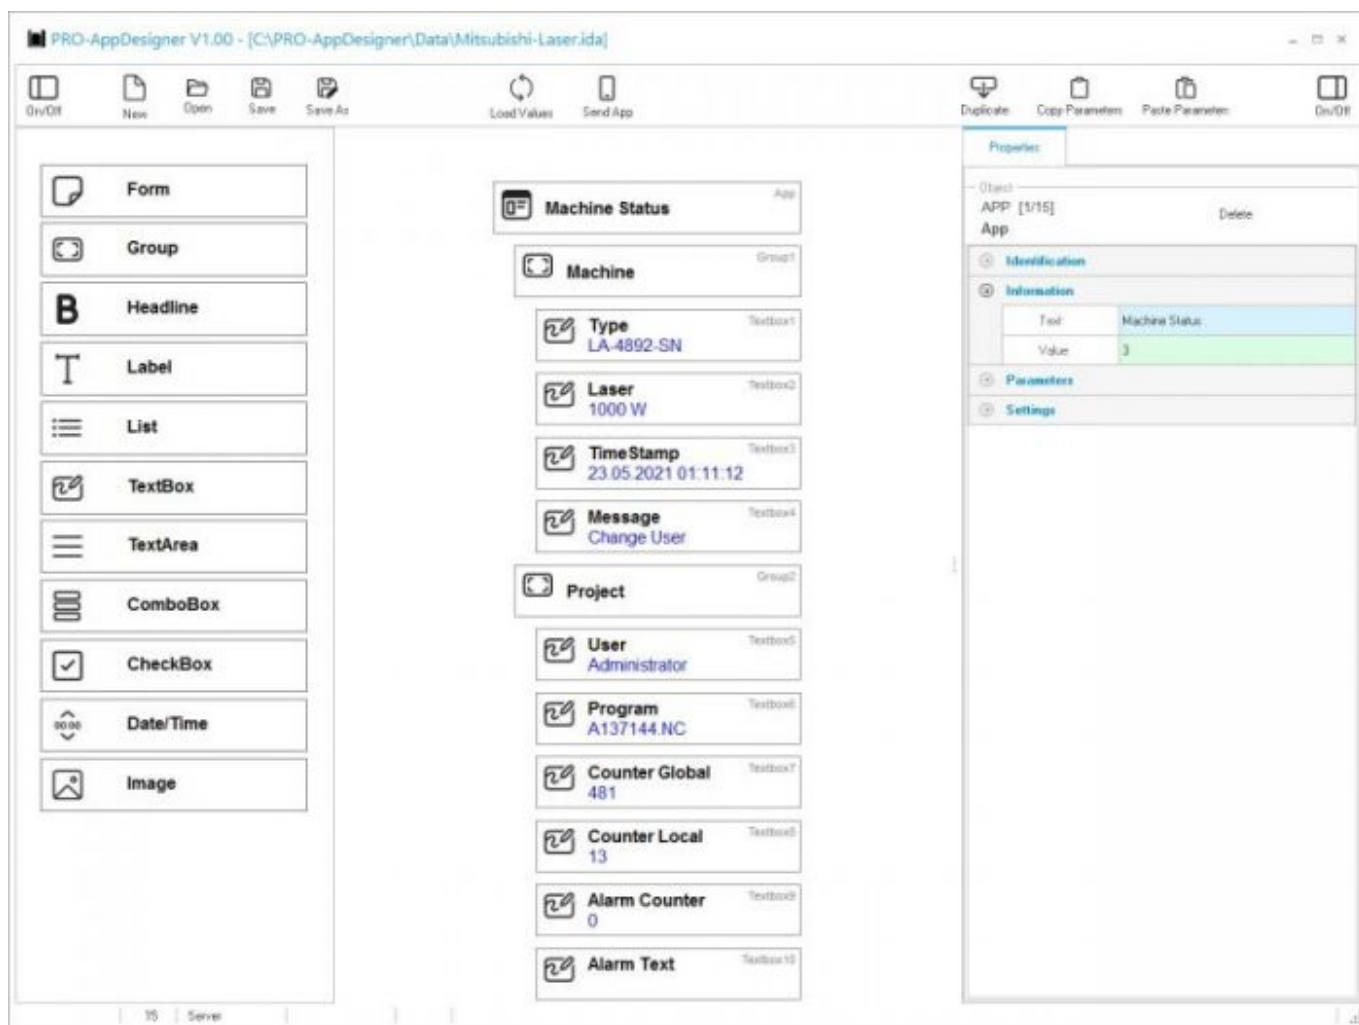 PRO-AppDesigner V1.00 - [C:\PRO-AppDesigner\Data\Mitsubishi-Laser.ida]
On/Off New Open Save Save As Load Values Send App Duplicate Copy Parameters Paste Parameters On/Off
Form
Group
Headline
Label
List
TextBox
TextArea
ComboBox
CheckBox
00:00 Date/Time
Image
Machine Status App
Machine Group1
Type Textbox1
LA-4892-SN
Laser Textbox2
1000 W
TimeStamp Textbox3
23.05.2021 01:11:12
Message Textbox4
Change User
Project Group2
User Textbox5
Administrator
Program Textbox6
A137144.NC
Counter Global Textbox7
481
Counter Local Textbox8
13
Alarm Counter Textbox9
0
Alarm Text Textbox10
Properties
Object
APP [1/15] Delete
App
Identification
Information
Text Machine Status
Value 3
Parameters
Settings
15 Server